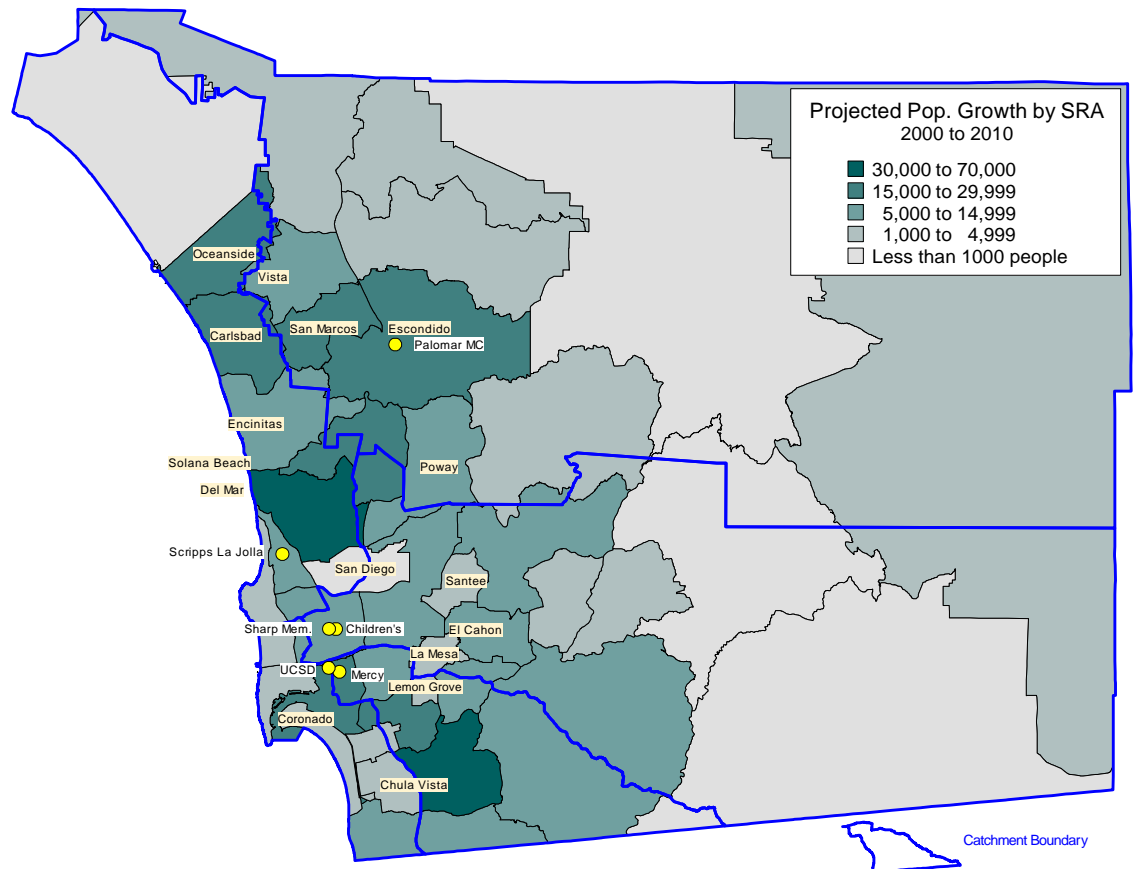 Projected Pop. Growth by SRA
2000 to 2010
30,000 to 70,000
15,000 to 29,999
5,000 to 14,999
1,000 to 4,999
Less than 1000 people
Oceanside
Vista
Carlsbad
San Marcos
Escondido
Palomar MC
Encinitas
Solana Beach
Poway
Del Mar
Scripps La Jolla
San Diego
Santee
Sharp Mem.
Children's
El Cahon
La Mesa
UCSD
Mercy
Lemon Grove
Coronado
Chula Vista
Catchment Boundary